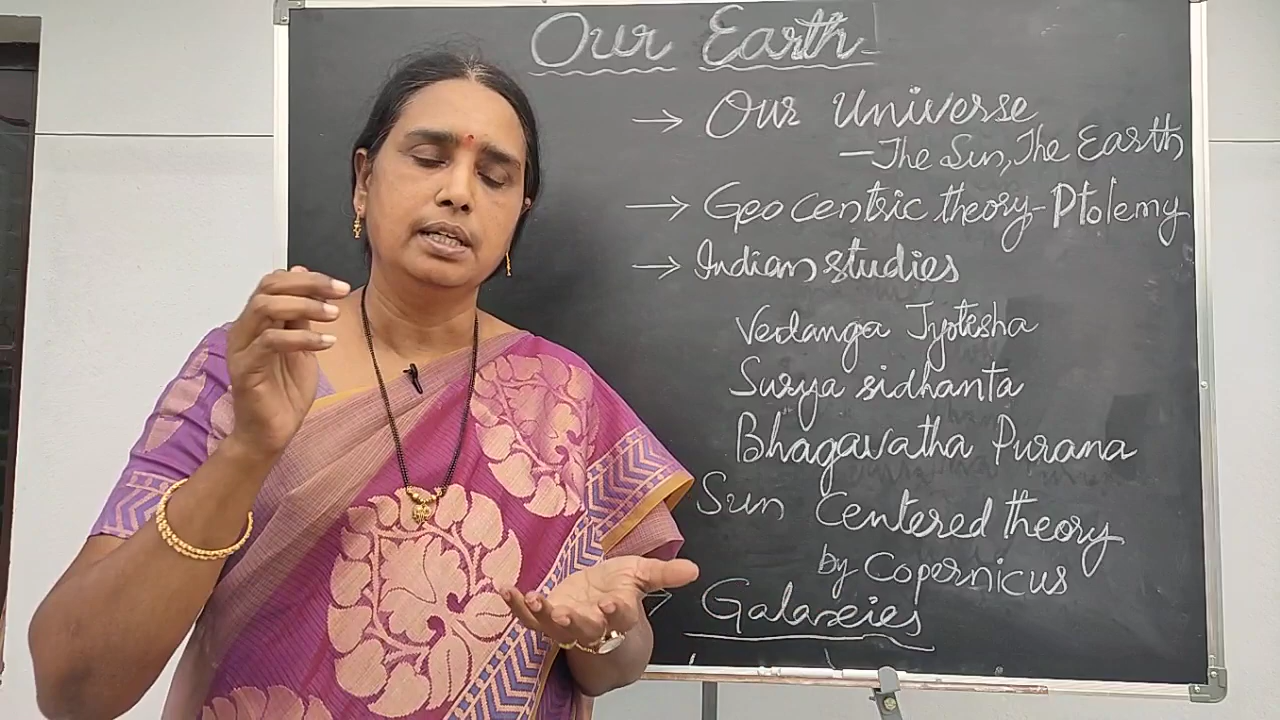 Our Earth
→ Our Universe
– The Sun, The Earth
→ Geo centric theory - Ptolemy
→ Indian studies
Vedanga Jyotisha
Surya sidhanta
Bhagavatha Purana
Sun Centered theory
by Copernicus
→ Galaxies